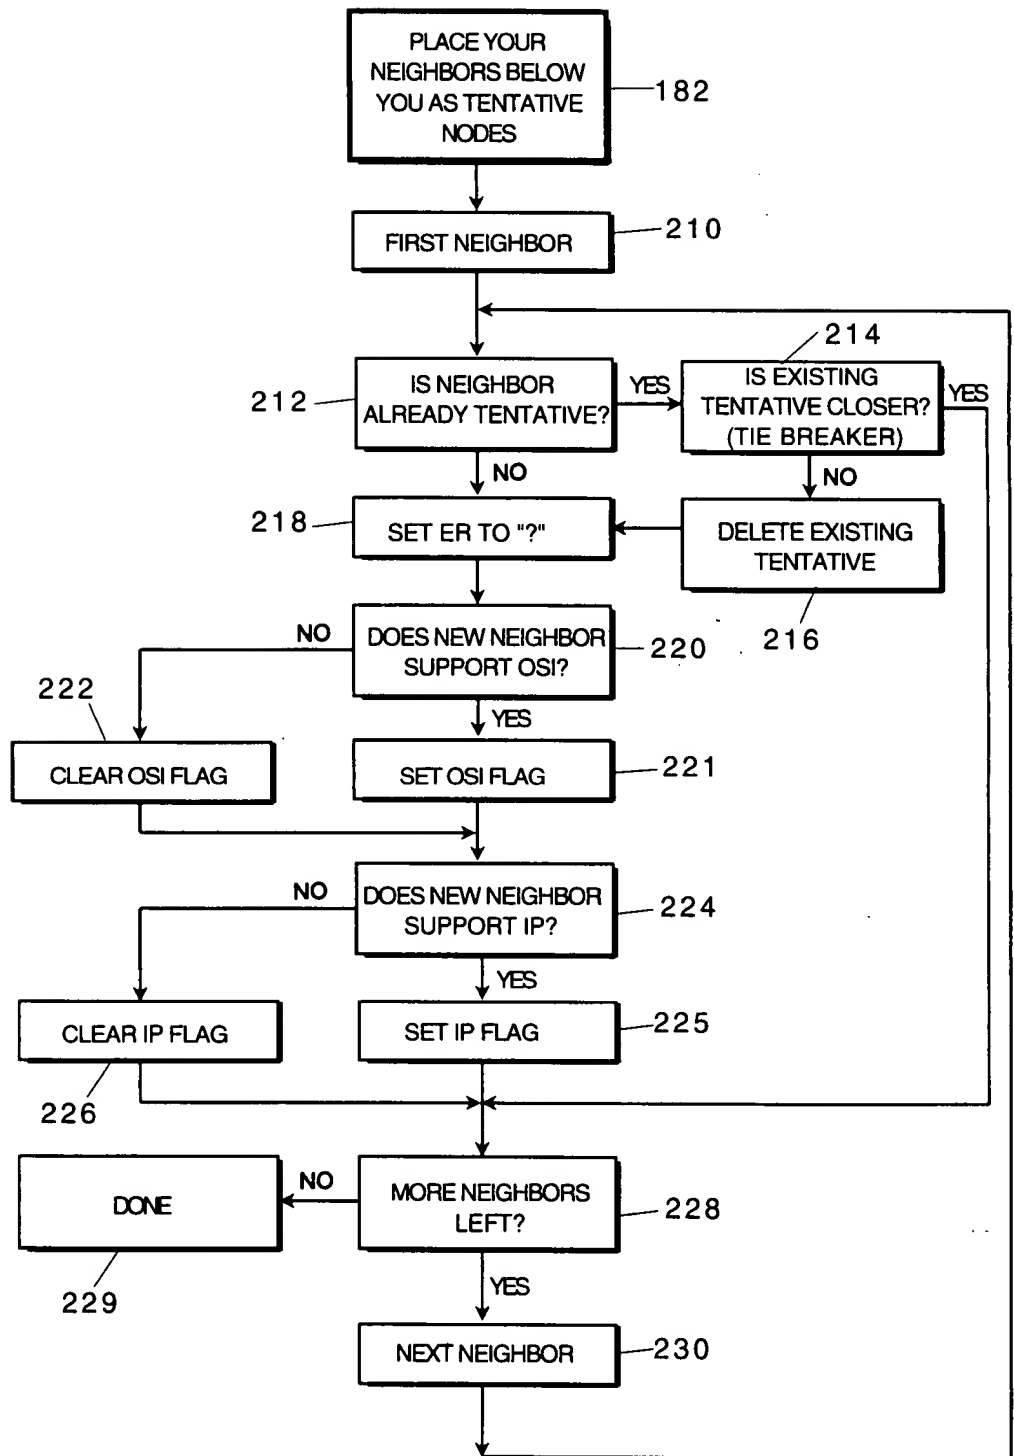 PLACE YOUR
NEIGHBORS BELOW
YOU AS TENTATIVE
NODES
182
FIRST NEIGHBOR
210
214
212
IS NEIGHBOR
ALREADY TENTATIVE?
YES
IS EXISTING
TENTATIVE CLOSER?
(TIE BREAKER)
YES
NO
NO
218
SET ER TO "?"
DELETE EXISTING
TENTATIVE
216
NO
DOES NEW NEIGHBOR
SUPPORT OSI?
220
222
YES
CLEAR OSI FLAG
SET OSI FLAG
221
NO
DOES NEW NEIGHBOR
SUPPORT IP?
224
YES
CLEAR IP FLAG
SET IP FLAG
225
226
DONE
NO
MORE NEIGHBORS
LEFT?
228
229
YES
NEXT NEIGHBOR
230